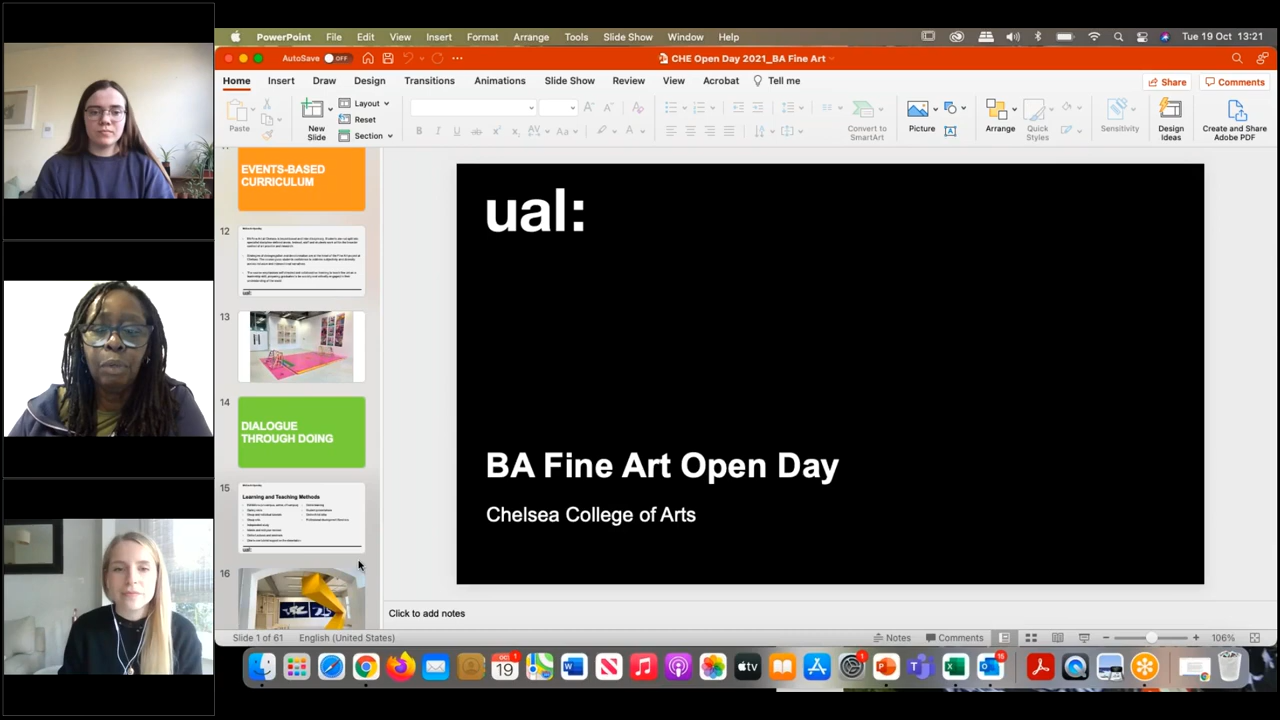 PowerPoint File Edit View Insert Format Arrange Tools Slide Show Window Help Tue 19 Oct 13:21
AutoSave OFF CHE Open Day 2021_BA Fine Art
Home Insert Draw Design Transitions Animations Slide Show Review View Acrobat Tell me Share Comments
Paste
New Slide
Layout
Reset
Section
Convert to SmartArt
Picture
Arrange
Quick Styles
Sensitivity
Design Ideas
Create and Share Adobe PDF
EVENTS-BASED
CURRICULUM
12
13
14
DIALOGUE
THROUGH DOING
15
Learning and Teaching Methods
ual:
16
ual:
BA Fine Art Open Day
Chelsea College of Arts
Click to add notes
Slide 1 of 61 English (United States) Notes Comments 106%
OCT
19
tv